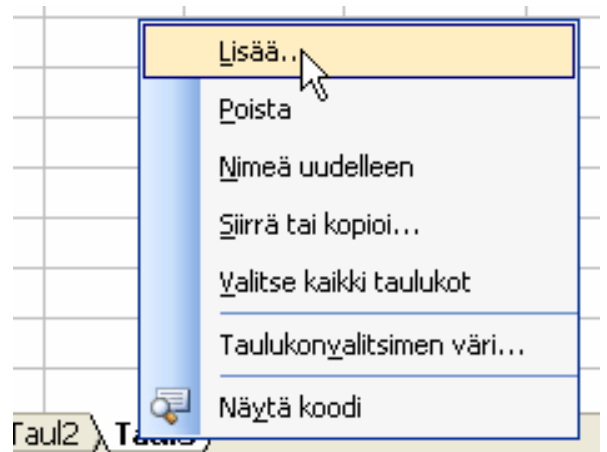 Lisää...
Poista
Nimeä uudelleen
Siirrä tai kopioi...
Valitse kaikki taulukot
Taulukonvalitsimen väri...
Näytä koodi
Taul2